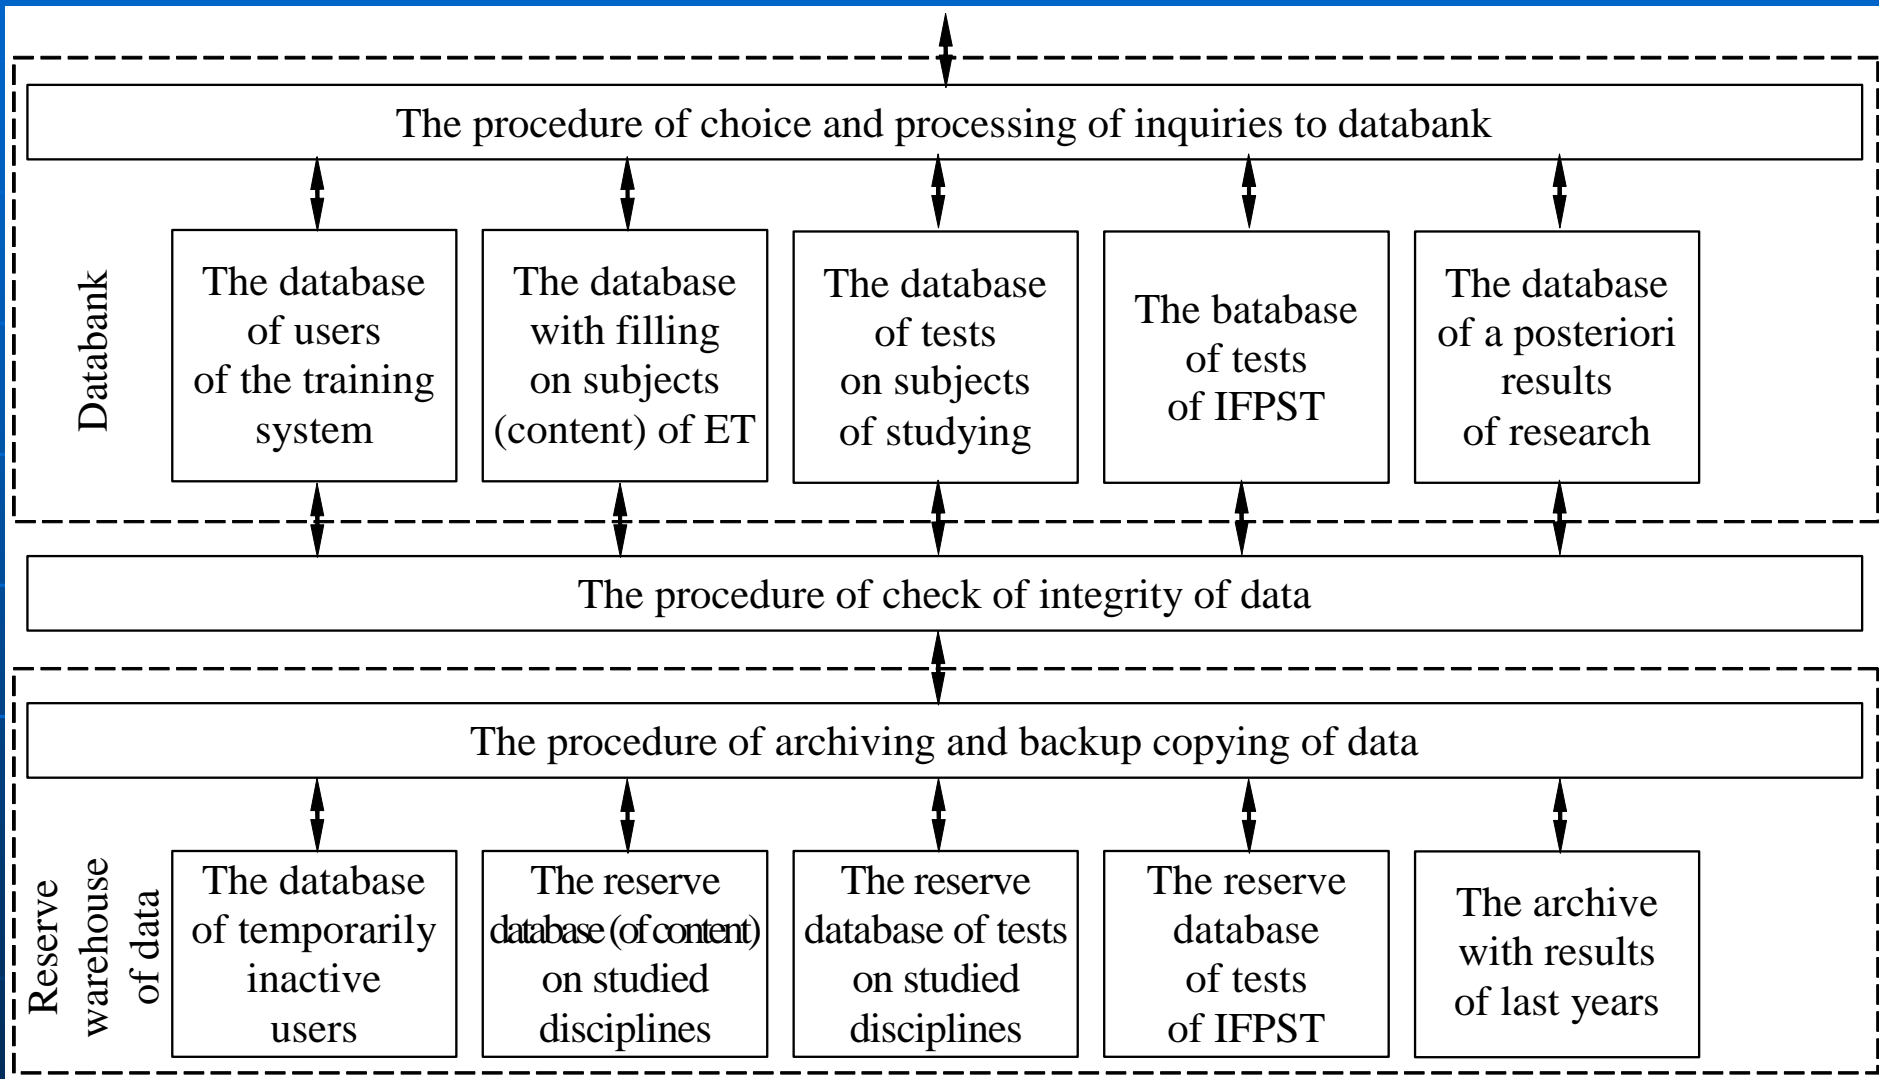 The procedure of choice and processing of inquiries to databank
Databank
The database
of users
of the training
system
The database
with filling
on subjects
(content) of ET
The database
of tests
on subjects
of studying
The batabase
of tests
of IFPST
The database
of a posteriori
results
of research
The procedure of check of integrity of data
The procedure of archiving and backup copying of data
Reserve
warehouse
of data
The database
of temporarily
inactive
users
The reserve
database (of content)
on studied
disciplines
The reserve
database of tests
on studied
disciplines
The reserve
database
of tests
of IFPST
The archive
with results
of last years